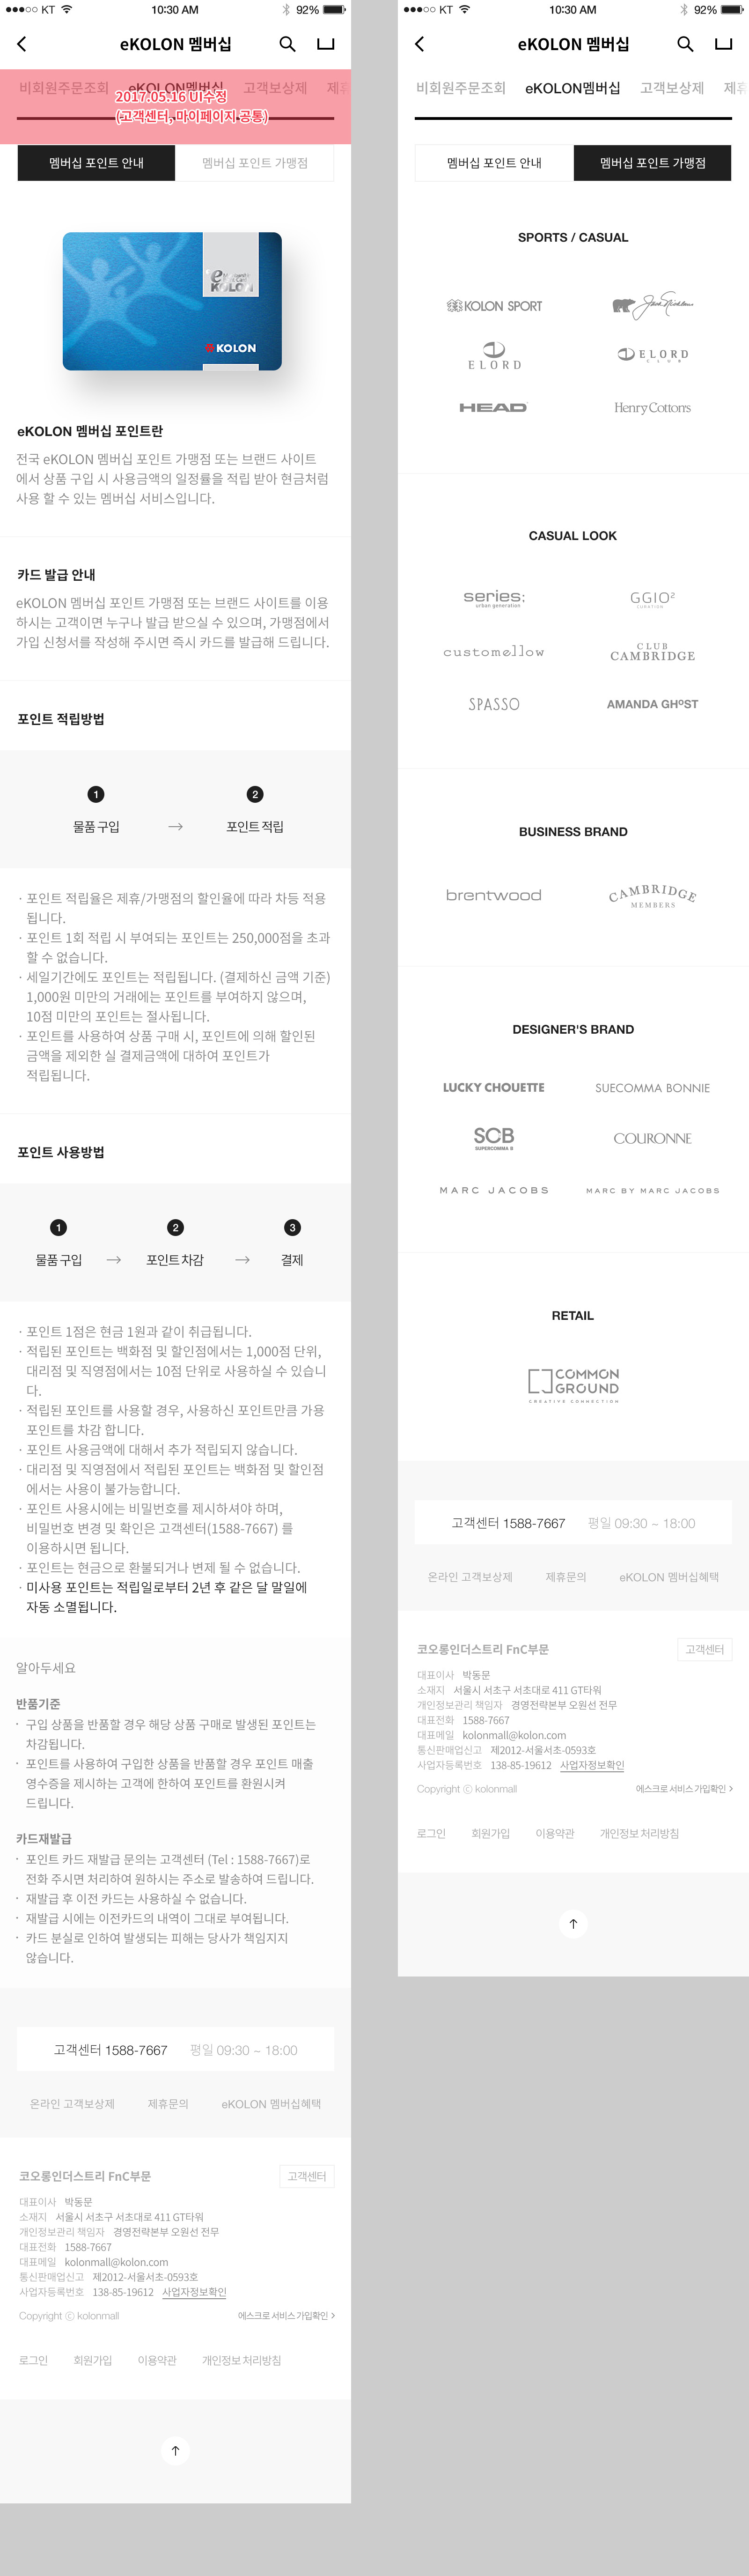 KT
10:30 AM
92%
eKOLON 멤버십
비회원주문조회 eKOLON멤버십 고객보상제
2017.05.16 UI수정
(고객센터, 마이페이지 공통)
멤버십 포인트 안내
멤버십 포인트 가맹점
KOLON
eKOLON 멤버십 포인트란
전국 eKOLON 멤버십 포인트 가맹점 또는 브랜드 사이트
에서 상품 구입 시 사용금액의 일정률을 적립 받아 현금처럼
사용 할 수 있는 멤버십 서비스입니다.
카드 발급 안내
eKOLON 멤버십 포인트 가맹점 또는 브랜드 사이트를 이용
하시는 고객이면 누구나 발급 받으실 수 있으며, 가맹점에서
가입 신청서를 작성해 주시면 즉시 카드를 발급해 드립니다.
포인트 적립방법
1
2
물품 구입 → 포인트 적립
· 포인트 적립율은 제휴/가맹점의 할인율에 따라 차등 적용
됩니다.
· 포인트 1회 적립 시 부여되는 포인트는 250,000점을 초과
할 수 없습니다.
· 세일기간에도 포인트는 적립됩니다. (결제하신 금액 기준)
1,000원 미만의 거래에는 포인트를 부여하지 않으며,
10점 미만의 포인트는 절사됩니다.
· 포인트를 사용하여 상품 구매 시, 포인트에 의해 할인된
금액을 제외한 실 결제금액에 대하여 포인트가
적립됩니다.
포인트 사용방법
1
2
3
물품 구입 → 포인트 차감 → 결제
· 포인트 1점은 현금 1원과 같이 취급됩니다.
· 적립된 포인트는 백화점 및 할인점에서는 1,000점 단위,
대리점 및 직영점에서는 10점 단위로 사용하실 수 있습니
다.
· 적립된 포인트를 사용할 경우, 사용하신 포인트만큼 가용
포인트를 차감 합니다.
· 포인트 사용금액에 대해서 추가 적립되지 않습니다.
· 대리점 및 직영점에서 적립된 포인트는 백화점 및 할인점
에서는 사용이 불가능합니다.
· 포인트 사용시에는 비밀번호를 제시하셔야 하며,
비밀번호 변경 및 확인은 고객센터(1588-7667) 를
이용하시면 됩니다.
· 포인트는 현금으로 환불되거나 변제 될 수 없습니다.
· 미사용 포인트는 적립일로부터 2년 후 같은 달 말일에
자동 소멸됩니다.
알아두세요
반품기준
· 구입 상품을 반품할 경우 해당 상품 구매로 발생된 포인트는
차감됩니다.
· 포인트를 사용하여 구입한 상품을 반품할 경우 포인트 매출
영수증을 제시하는 고객에 한하여 포인트를 환원시켜
드립니다.
카드재발급
· 포인트 카드 재발급 문의는 고객센터 (Tel : 1588-7667)로
전화 주시면 처리하여 원하시는 주소로 발송하여 드립니다.
· 재발급 후 이전 카드는 사용하실 수 없습니다.
· 재발급 시에는 이전카드의 내역이 그대로 부여됩니다.
· 카드 분실로 인하여 발생되는 피해는 당사가 책임지지
않습니다.
고객센터 1588-7667 평일 09:30 ~ 18:00
온라인 고객보상제 제휴문의 eKOLON 멤버십혜택
코오롱인더스트리 FnC부문
고객센터
대표이사 박동문
소재지 서울시 서초구 서초대로 411 GT타워
개인정보관리 책임자 경영전략본부 오원선 전무
대표전화 1588-7667
대표메일 kolonmall@kolon.com
통신판매업신고 제2012-서울서초-0593호
사업자등록번호 138-85-19612 사업자정보확인
Copyright ⓒ kolonmall
에스크로 서비스 가입확인 >
로그인 회원가입 이용약관 개인정보 처리방침
KT
10:30 AM
92%
eKOLON 멤버십
비회원주문조회 eKOLON멤버십 고객보상제
멤버십 포인트 안내
멤버십 포인트 가맹점
SPORTS / CASUAL
KOLON SPORT
Jack Nicklaus
ELORD
ELORD
CLUB
HEAD
Henry Cotton's
CASUAL LOOK
series;
urban generation
GGIO²
CURATION
customellow
CLUB
CAMBRIDGE
SPASSO
AMANDA GHOST
BUSINESS BRAND
brentwood
CAMBRIDGE
MEMBERS
DESIGNER'S BRAND
LUCKY CHOUETTE
SUECOMMA BONNIE
SCB
SUPERCOMMA B
COURONNE
MARC JACOBS
MARC BY MARC JACOBS
RETAIL
COMMON
GROUND
CREATIVE CONNECTION
고객센터 1588-7667 평일 09:30 ~ 18:00
온라인 고객보상제 제휴문의 eKOLON 멤버십혜택
코오롱인더스트리 FnC부문
고객센터
대표이사 박동문
소재지 서울시 서초구 서초대로 411 GT타워
개인정보관리 책임자 경영전략본부 오원선 전무
대표전화 1588-7667
대표메일 kolonmall@kolon.com
통신판매업신고 제2012-서울서초-0593호
사업자등록번호 138-85-19612 사업자정보확인
Copyright ⓒ kolonmall
에스크로 서비스 가입확인 >
로그인 회원가입 이용약관 개인정보 처리방침